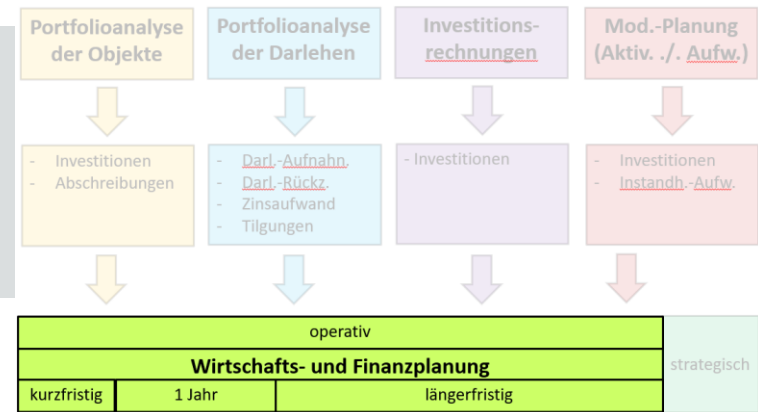 Portfolioanalyse
der Objekte
Portfolioanalyse
der Darlehen
Investitions-
rechnungen
Mod.-Planung
(Aktiv. ./. Aufw.)
- Investitionen
- Abschreibungen
- Darl.-Aufnahn.
- Darl.-Rückz.
- Zinsaufwand
- Tilgungen
- Investitionen
- Investitionen
- Instandh.-Aufw.
operativ
Wirtschafts- und Finanzplanung
strategisch
kurzfristig
1 Jahr
längerfristig